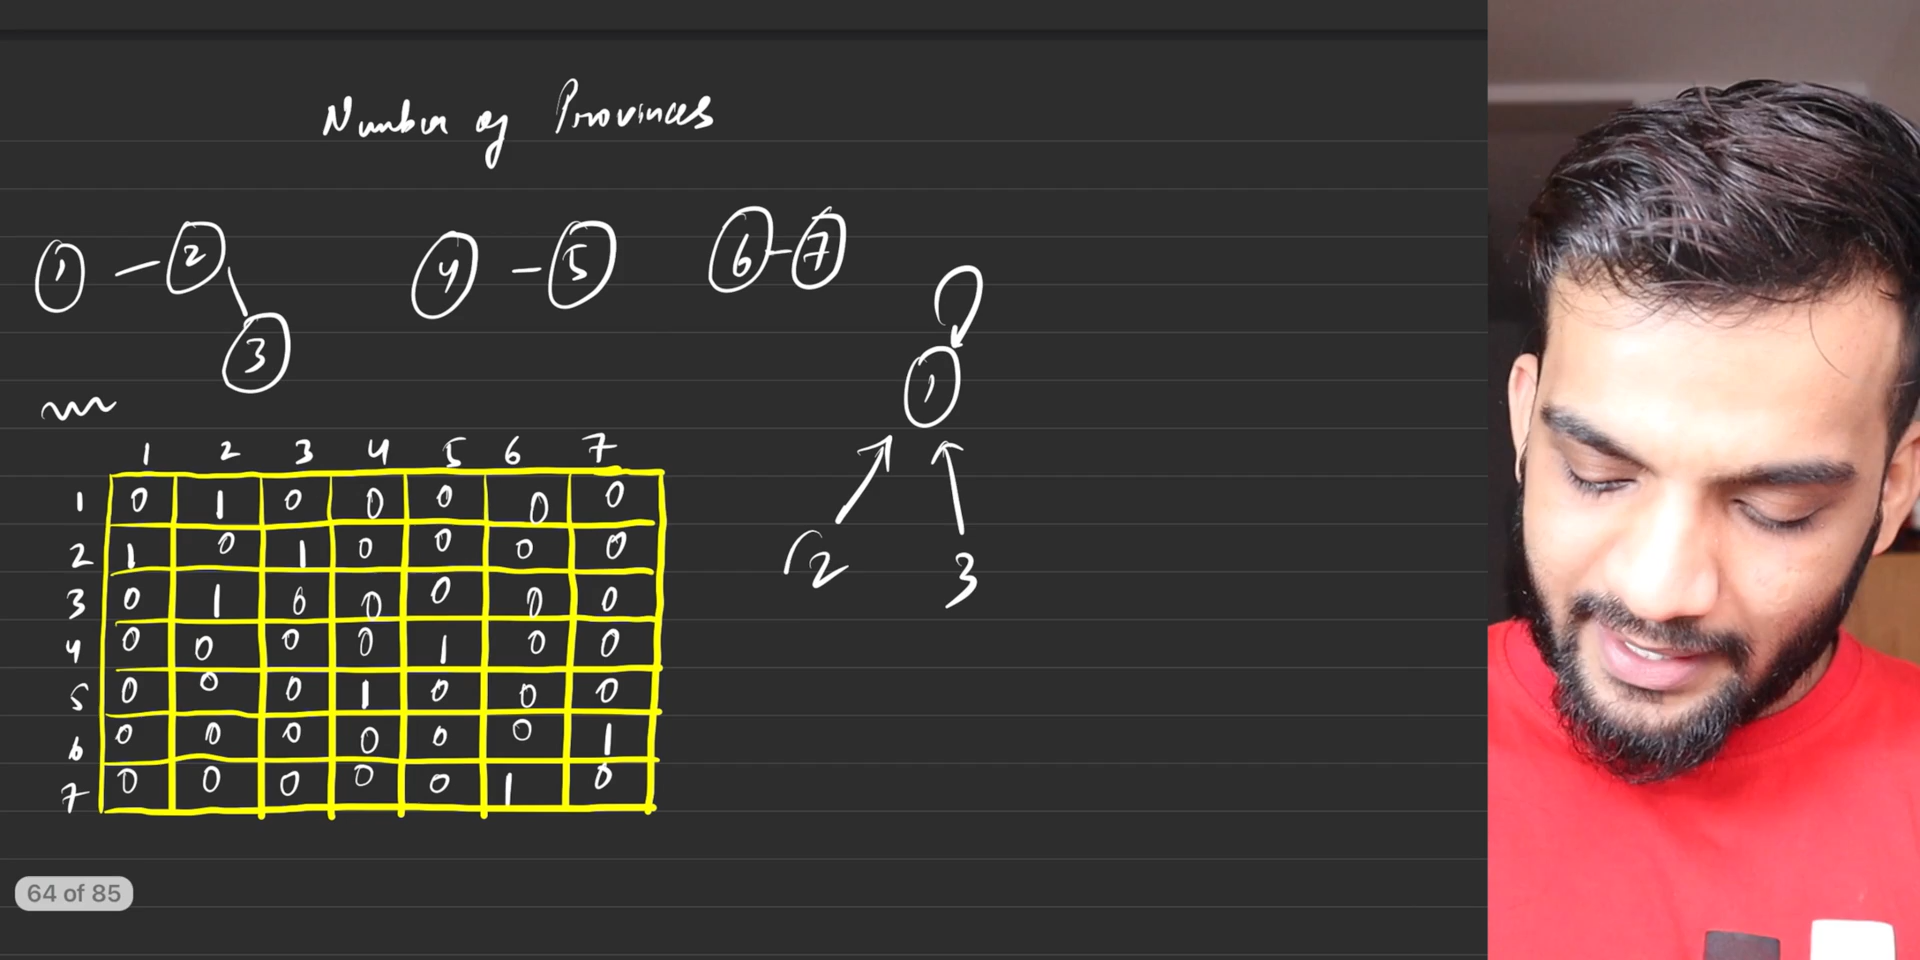 Number of Provinces
1 2 4 5 6 7
3
1
1 2 3 4 5 6 7
1 0 1 0 0 0 0 0
2 1 0 1 0 0 0 0
3 0 1 0 0 0 0 0
4 0 0 0 0 1 0 0
5 0 0 0 1 0 0 0
6 0 0 0 0 0 0 1
7 0 0 0 0 0 1 0
2 3
64 of 85